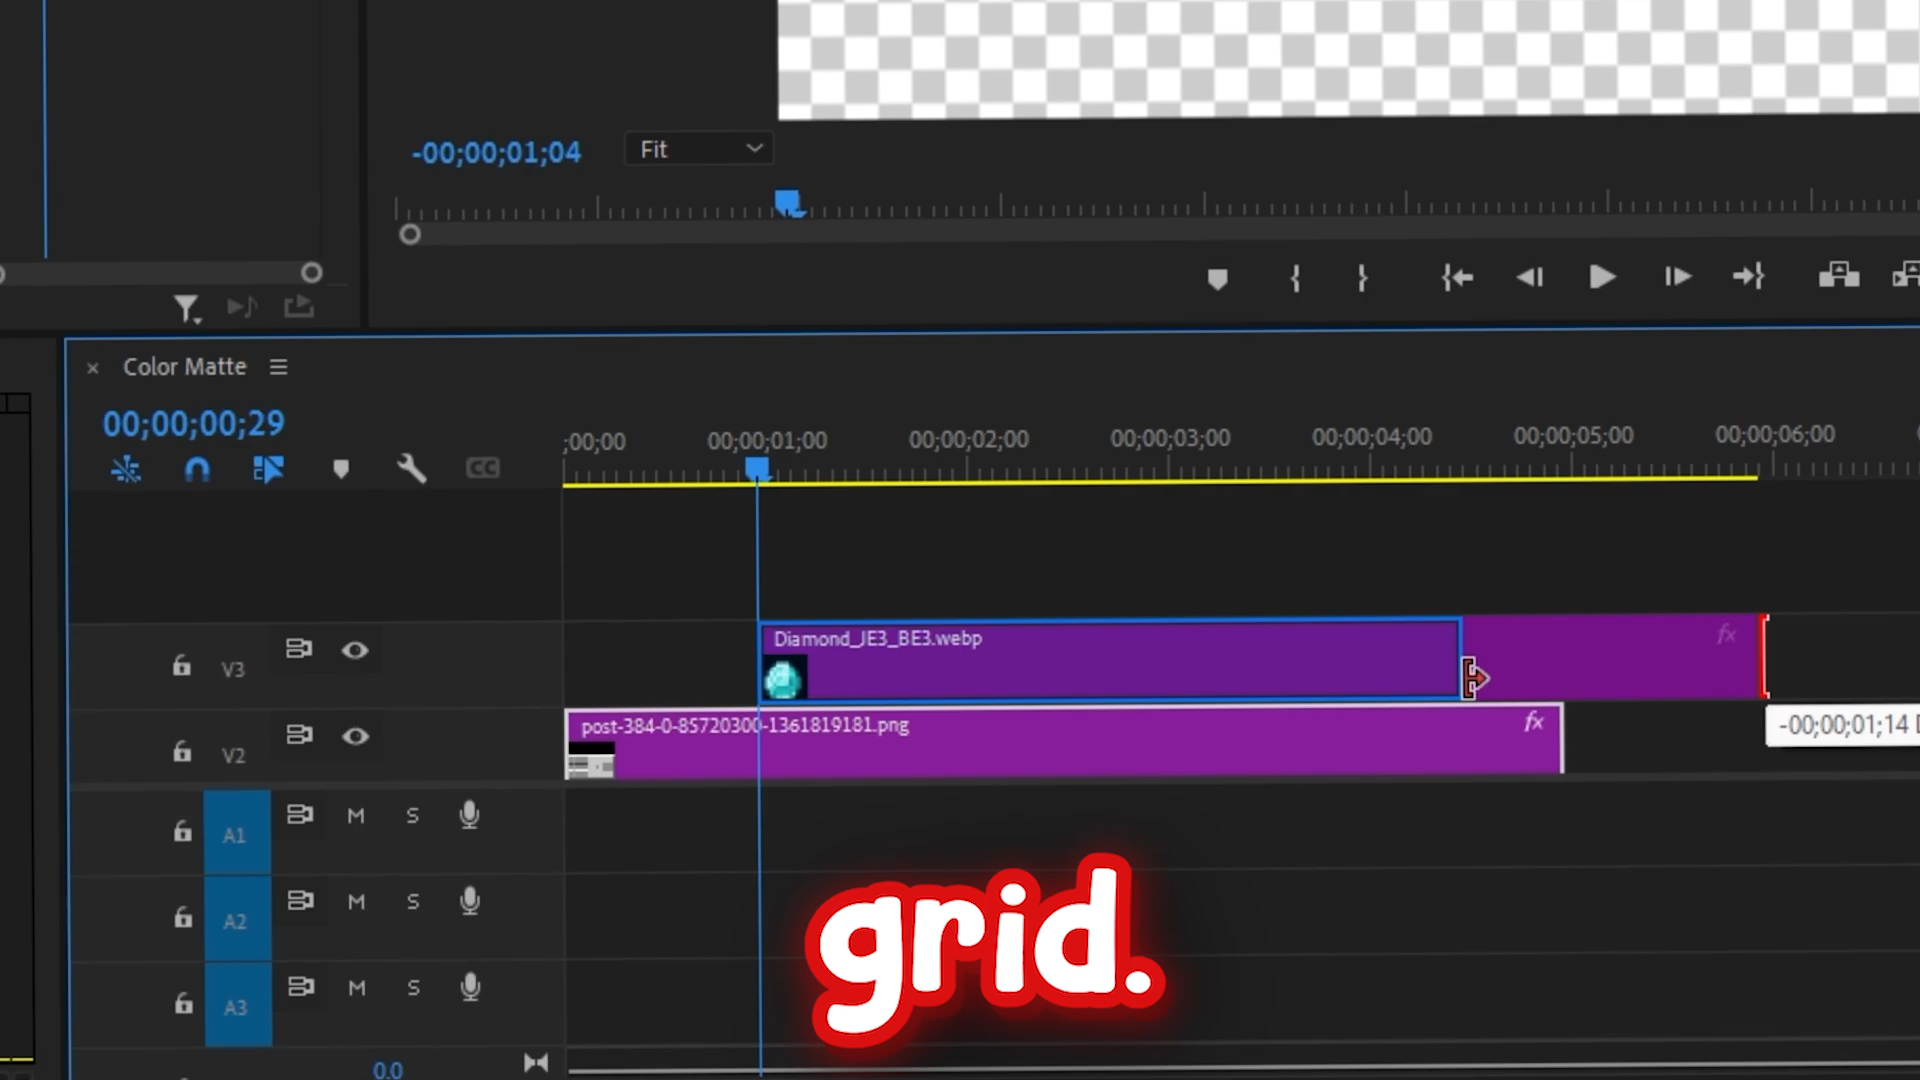 -00;00;01;04
Fit
Color Matte
00;00;00;29
;00;00
00;00;01;00
00;00;02;00
00;00;03;00
00;00;04;00
00;00;05;00
00;00;06;00
CC
Diamond_JE3_BE3.webp
fx
V3
post-384-0-85720300-1361819181.png
fx
-00;00;01;14
V2
A1
M
S
A2
M
S
A3
M
S
grid.
0.0